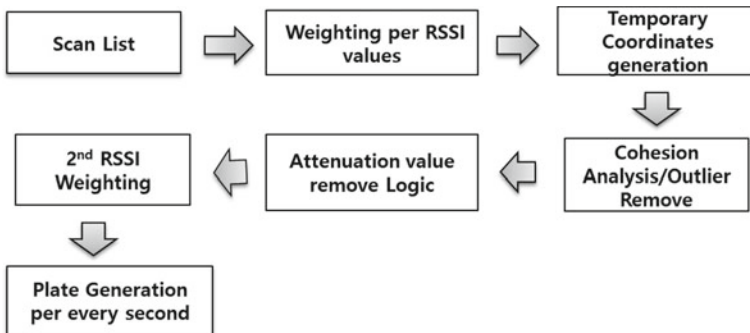 Scan List
Weighting per RSSI
values
Temporary
Coordinates
generation
Cohesion
Analysis/Outlier
Remove
Attenuation value
remove Logic
2nd RSSI
Weighting
Plate Generation
per every second